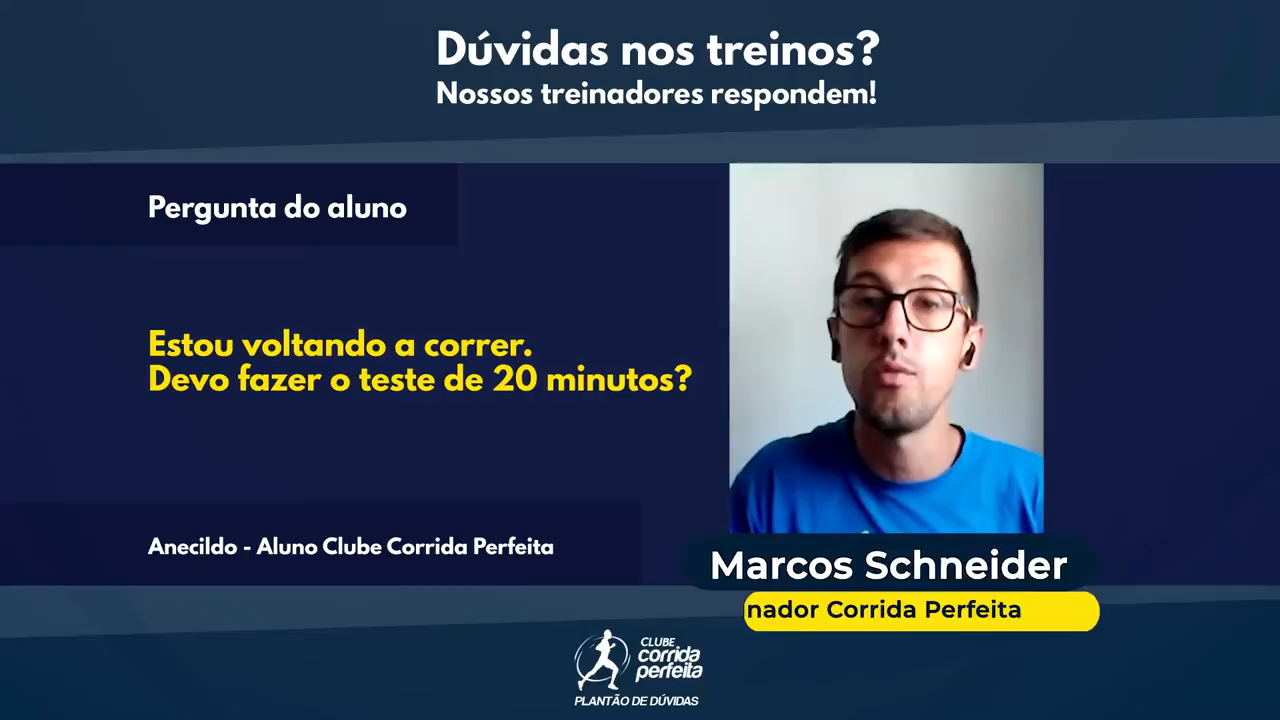 Dúvidas nos treinos?
Nossos treinadores respondem!
Pergunta do aluno
Estou voltando a correr.
Devo fazer o teste de 20 minutos?
Anecildo - Aluno Clube Corrida Perfeita
Marcos Schneider
nador Corrida Perfeita
CLUBE
corrida
perfeita
PLANTÃO DE DÚVIDAS